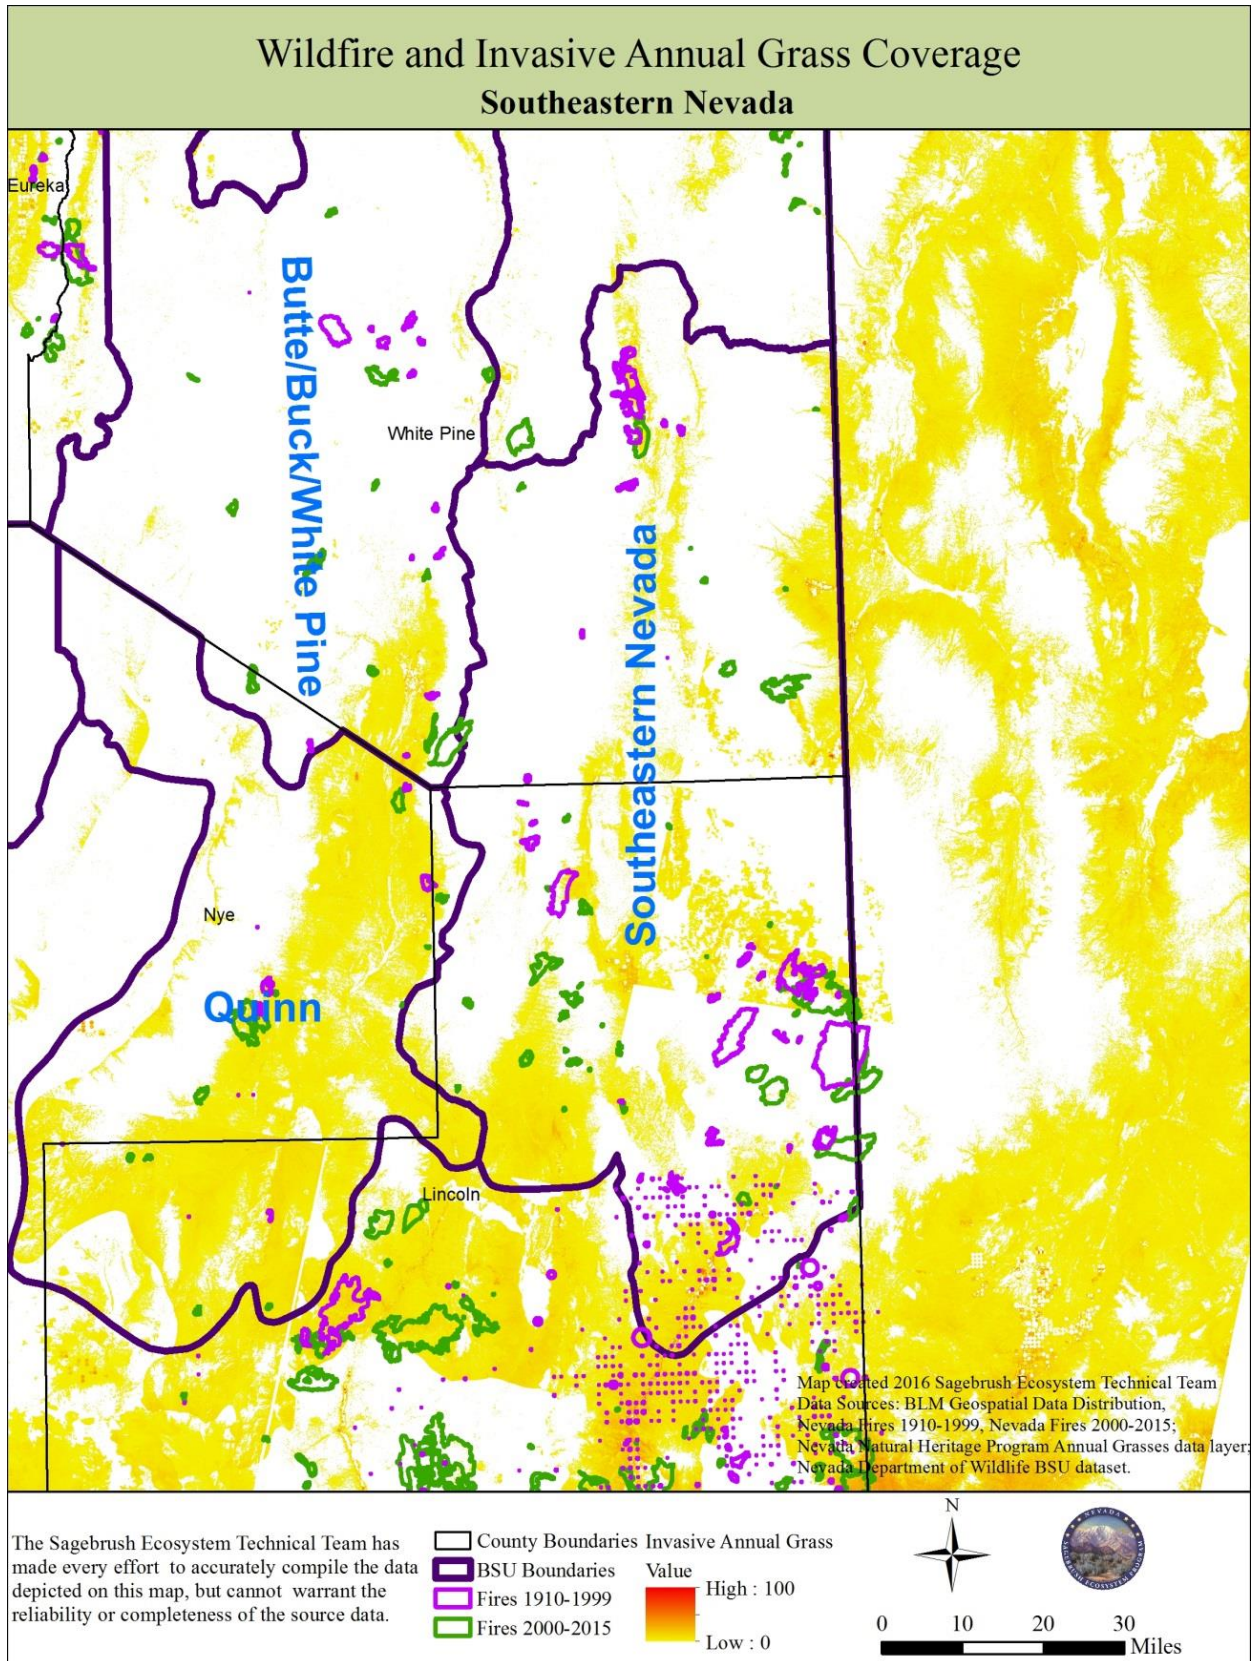 Wildfire and Invasive Annual Grass Coverage
Southeastern Nevada
Eureka
Butte/Buck/White Pine
White Pine
Southeastern Nevada
Nye
Quinn
Lincoln
Map created 2016 Sagebrush Ecosystem Technical Team
Data Sources: BLM Geospatial Data Distribution,
Nevada Fires 1910-1999, Nevada Fires 2000-2015;
Nevada Natural Heritage Program Annual Grasses data layer;
Nevada Department of Wildlife BSU dataset.
The Sagebrush Ecosystem Technical Team has
made every effort to accurately compile the data
depicted on this map, but cannot warrant the
reliability or completeness of the source data.
County Boundaries
BSU Boundaries
Fires 1910-1999
Fires 2000-2015
Invasive Annual Grass
Value
High : 100
Low : 0
N
NEVADA
SAGEBRUSH ECOSYSTEM PROGRAM
0 10 20 30
Miles